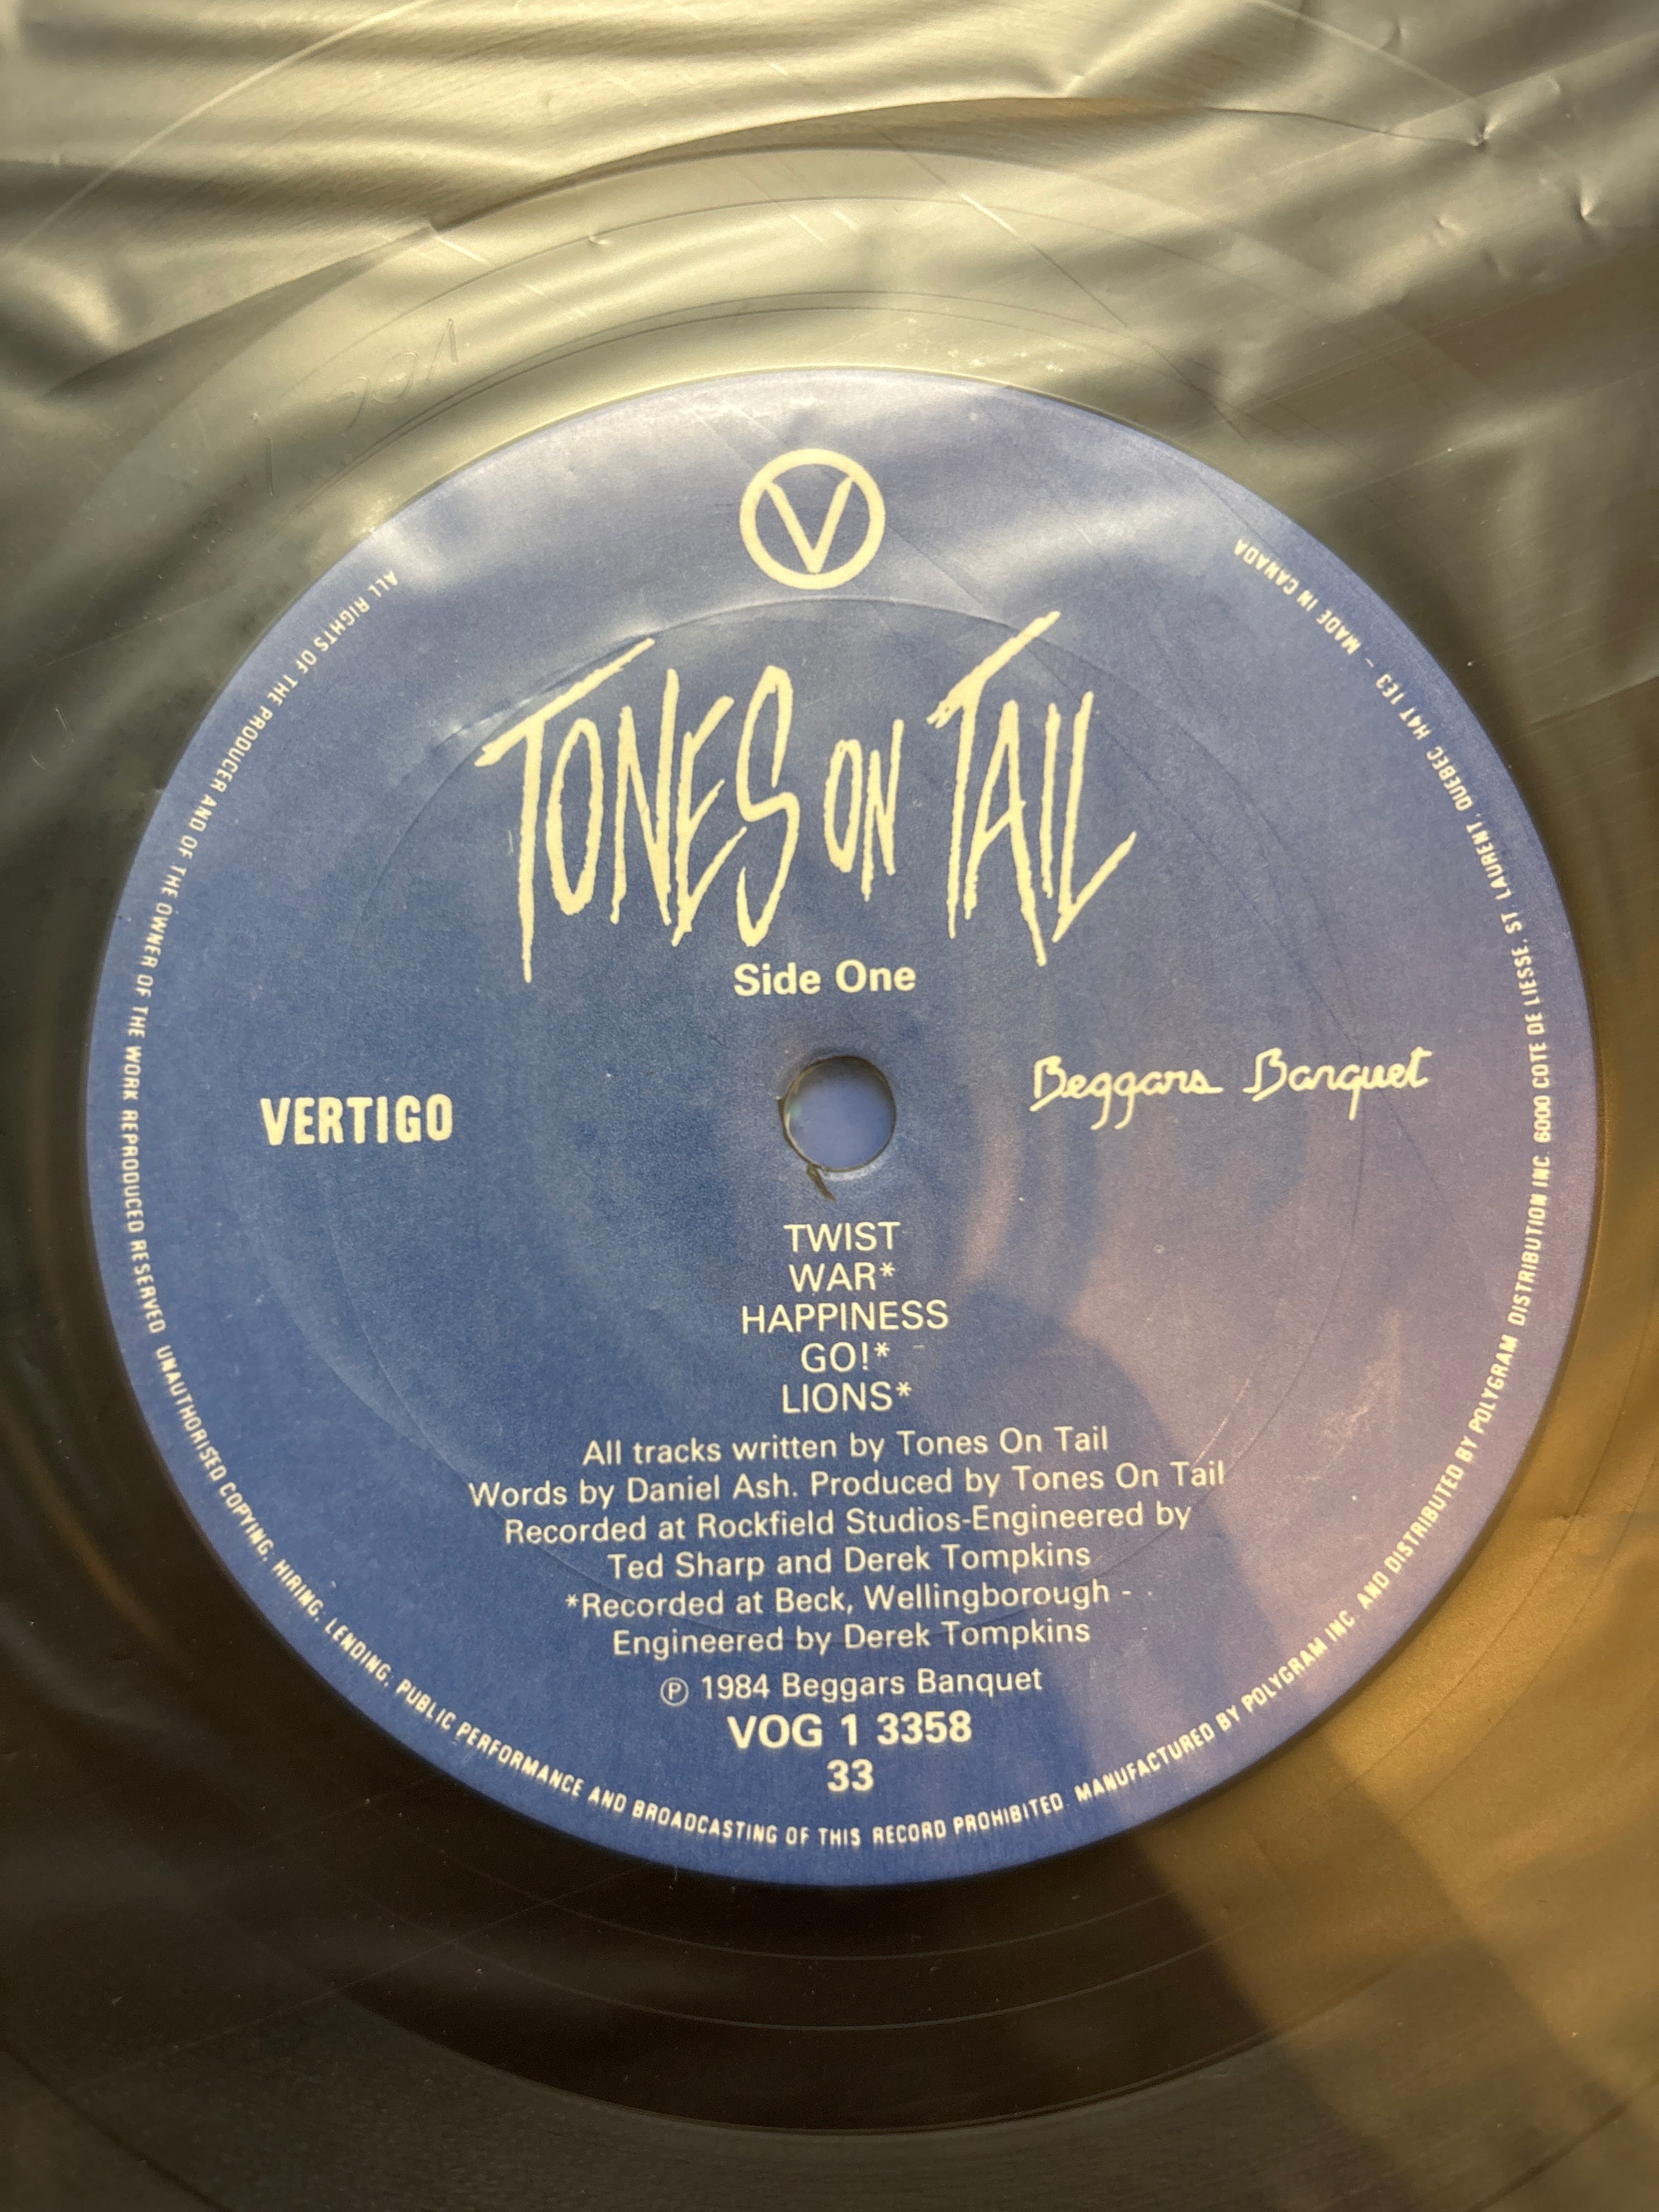 V
TONES ON TAIL
Side One
VERTIGO
Beggars Banquet
TWIST
WAR*
HAPPINESS
GO!*
LIONS*
All tracks written by Tones On Tail
Words by Daniel Ash. Produced by Tones On Tail
Recorded at Rockfield Studios-Engineered by
Ted Sharp and Derek Tompkins
*Recorded at Beck, Wellingborough -
Engineered by Derek Tompkins
Ⓟ 1984 Beggars Banquet
VOG 1 3358
33
ALL RIGHTS OF THE PRODUCER AND OF THE OWNER OF THE WORK REPRODUCED RESERVED UNAUTHORISED COPYING, HIRING, LENDING, PUBLIC PERFORMANCE AND BROADCASTING OF THIS RECORD PROHIBITED. MANUFACTURED BY POLYGRAM INC. AND DISTRIBUTED BY POLYGRAM DISTRIBUTION INC. 6000 COTE DE LIESSE, ST LAURENT, QUEBEC H4T 1E3 – MADE IN CANADA